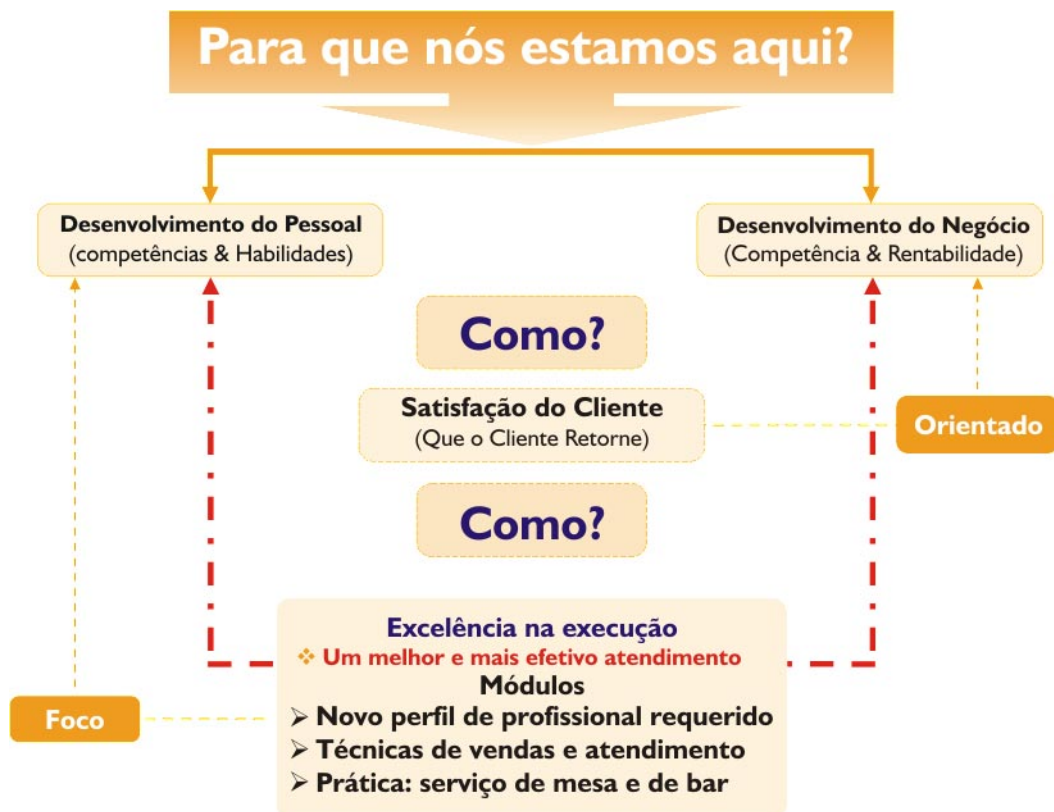 Para que nós estamos aqui?
Desenvolvimento do Pessoal
(competências & Habilidades)
Desenvolvimento do Negócio
(Competência & Rentabilidade)
Como?
Satisfação do Cliente
(Que o Cliente Retorne)
Orientado
Como?
Excelência na execução
❖ Um melhor e mais efetivo atendimento
Módulos
➢ Novo perfil de profissional requerido
➢ Técnicas de vendas e atendimento
➢ Prática: serviço de mesa e de bar
Foco